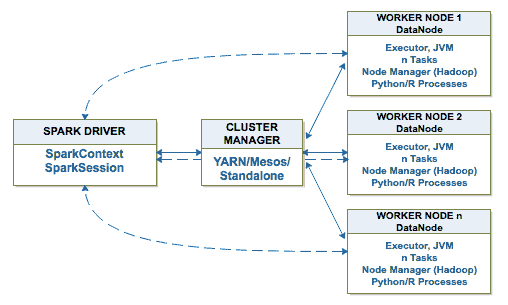 SPARK DRIVER
SparkContext
SparkSession
CLUSTER
MANAGER
YARN/Mesos/
Standalone
WORKER NODE 1
DataNode
Executor, JVM
n Tasks
Node Manager (Hadoop)
Python/R Processes
WORKER NODE 2
DataNode
Executor, JVM
n Tasks
Node Manager (Hadoop)
Python/R Processes
WORKER NODE n
DataNode
Executor, JVM
n Tasks
Node Manager (Hadoop)
Python/R Processes